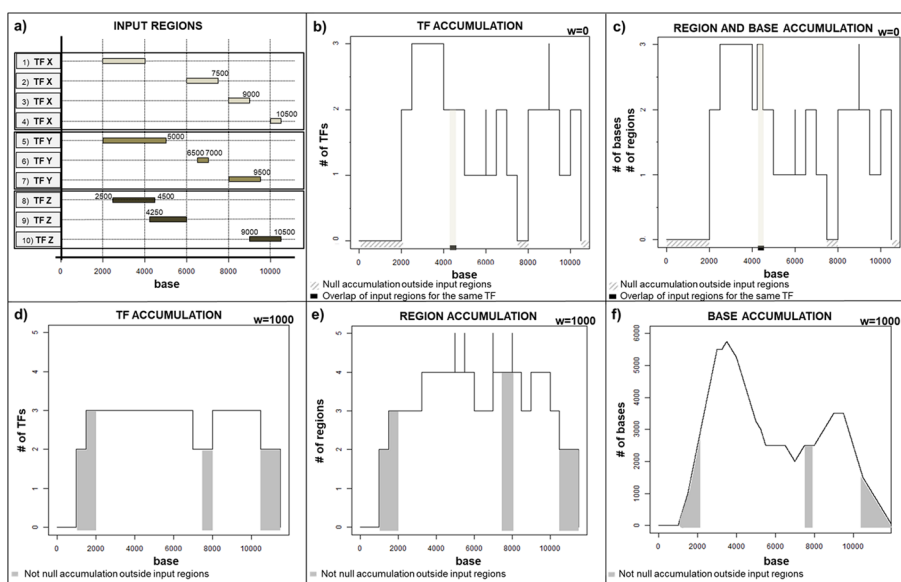 a) INPUT REGIONS
1) TF X
2) TF X
7500
3) TF X
9000
4) TF X
10500
5) TF Y
5000
6) TF Y
6500 7000
7) TF Y
9500
8) TF Z
2500 4500
9) TF Z
4250
10) TF Z
9000 10500
0 2000 4000 6000 8000 10000
base
b) TF ACCUMULATION w=0
# of TFs
3
2
1
0
0 2000 4000 6000 8000 10000
base
Null accumulation outside input regions
Overlap of input regions for the same TF
c) REGION AND BASE ACCUMULATION w=0
# of bases
# of regions
3
2
1
0
0 2000 4000 6000 8000 10000
base
Null accumulation outside input regions
Overlap of input regions for the same TF
d) TF ACCUMULATION w=1000
# of TFs
5
4
3
2
1
0
0 2000 4000 6000 8000 10000
base
Not null accumulation outside input regions
e) REGION ACCUMULATION w=1000
# of regions
5
4
3
2
1
0
0 2000 4000 6000 8000 10000
base
Not null accumulation outside input regions
f) BASE ACCUMULATION w=1000
# of bases
6000
5000
4000
3000
2000
1000
0
0 2000 4000 6000 8000 10000
base
Not null accumulation outside input regions